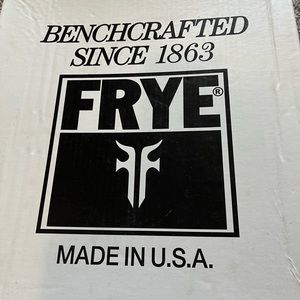 BENCHCRAFTED
SINCE 1863
FRYE®
MADE IN U.S.A.